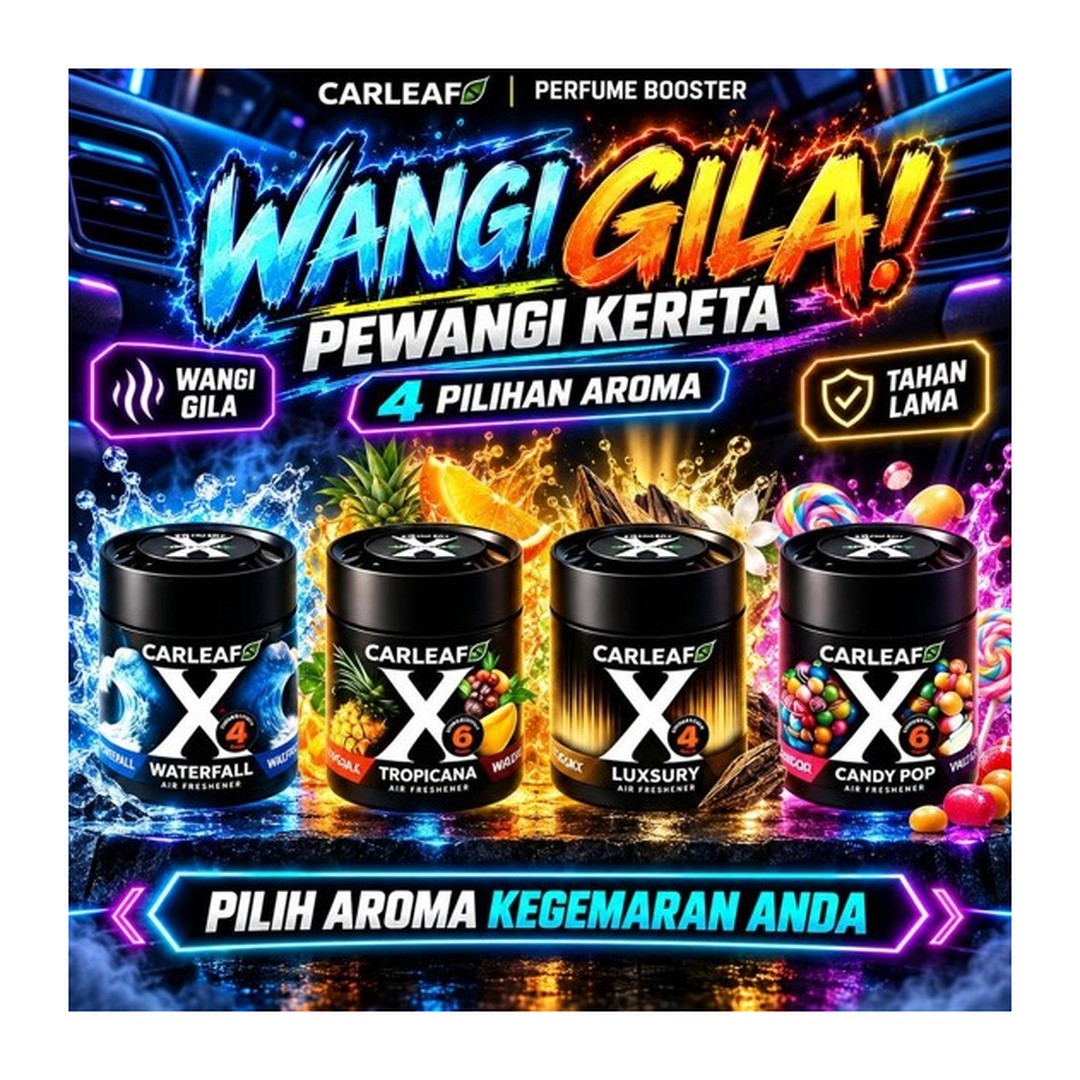 CARLEAF | PERFUME BOOSTER
WANGI GILA!
PEWANGI KERETA
WANGI
GILA
4 PILIHAN AROMA
TAHAN
LAMA
CARLEAF
X
4
WATERFALL
AIR FRESHENER
CARLEAF
X
6
TROPICANA
AIR FRESHENER
CARLEAF
X
4
LUXSURY
AIR FRESHENER
CARLEAF
X
6
CANDY POP
AIR FRESHENER
PILIH AROMA KEGEMARAN ANDA